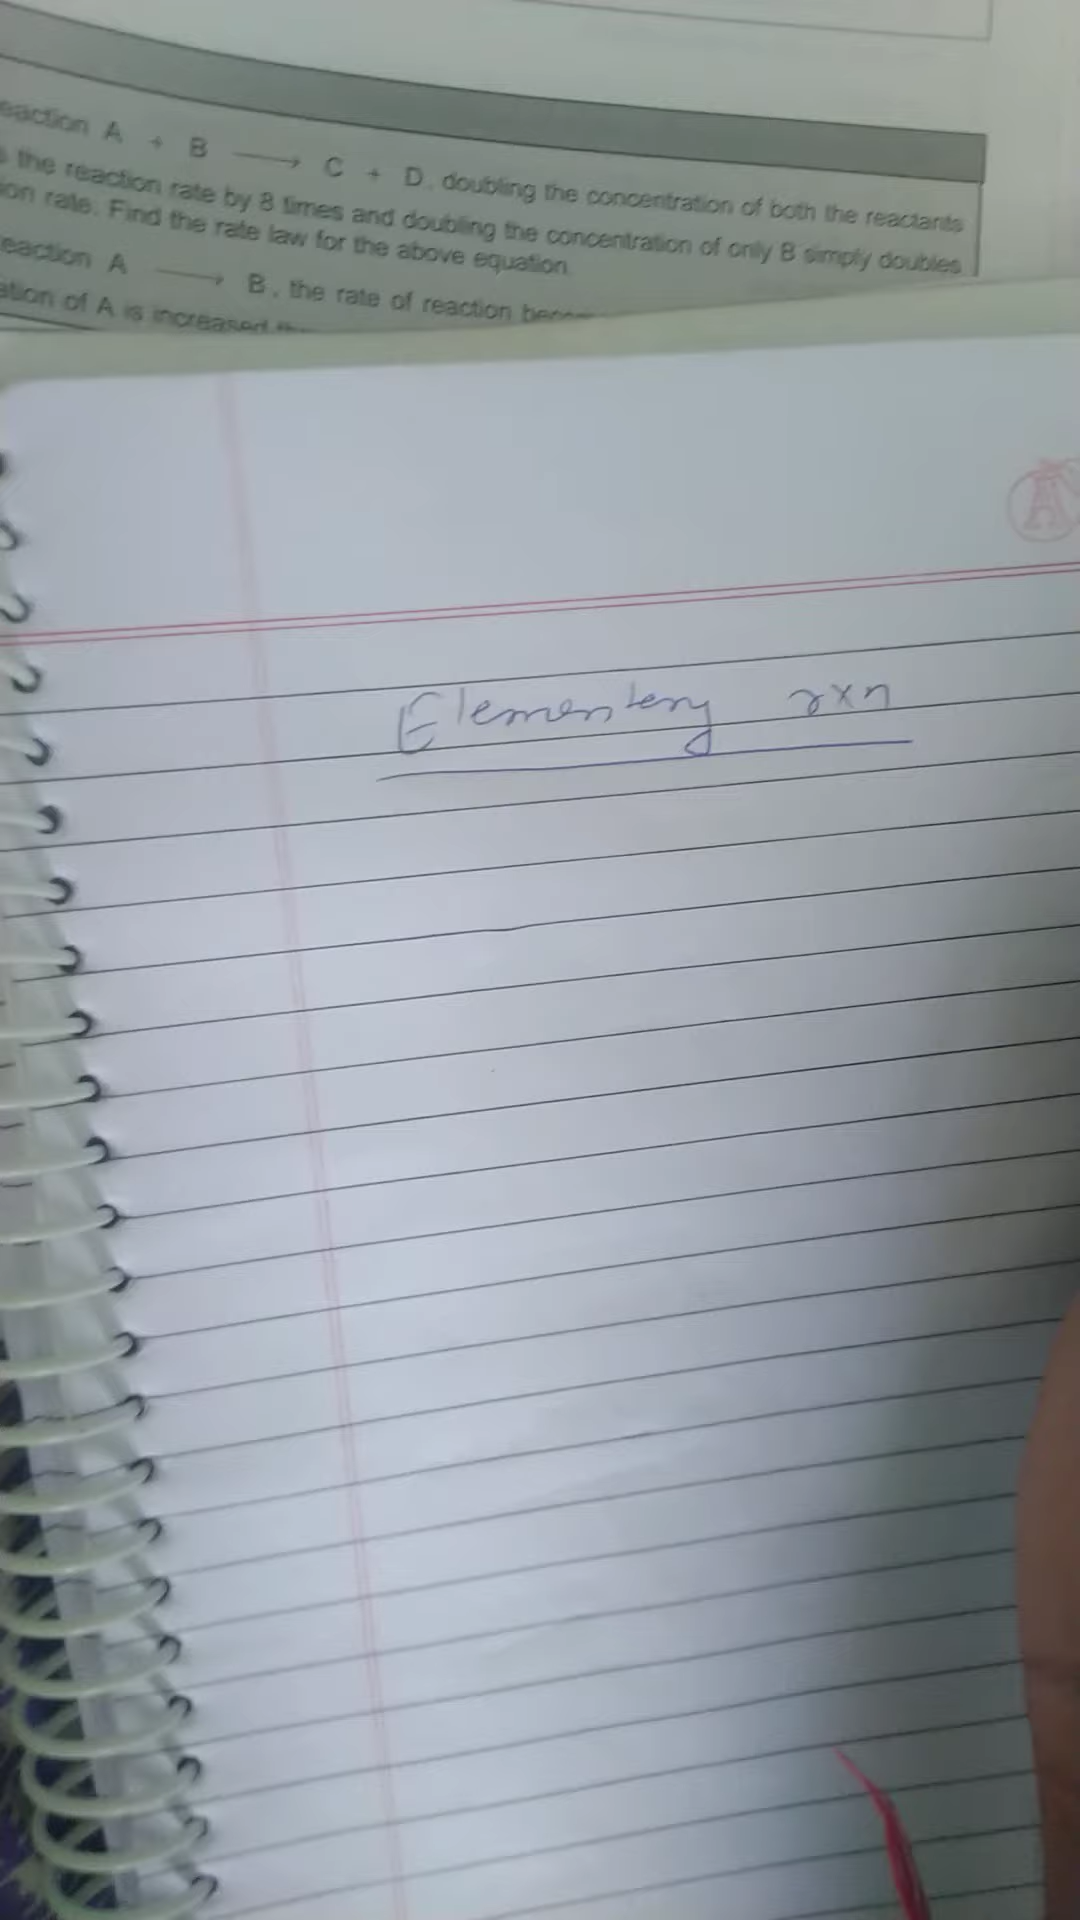 eaction A + B → C + D, doubling the concentration of both the reactants
the reaction rate by 8 times and doubling the concentration of only B simply doubles
ion rate. Find the rate law for the above equation.
eaction A → B, the rate of reaction
ation of A is increased
Elementery rxn